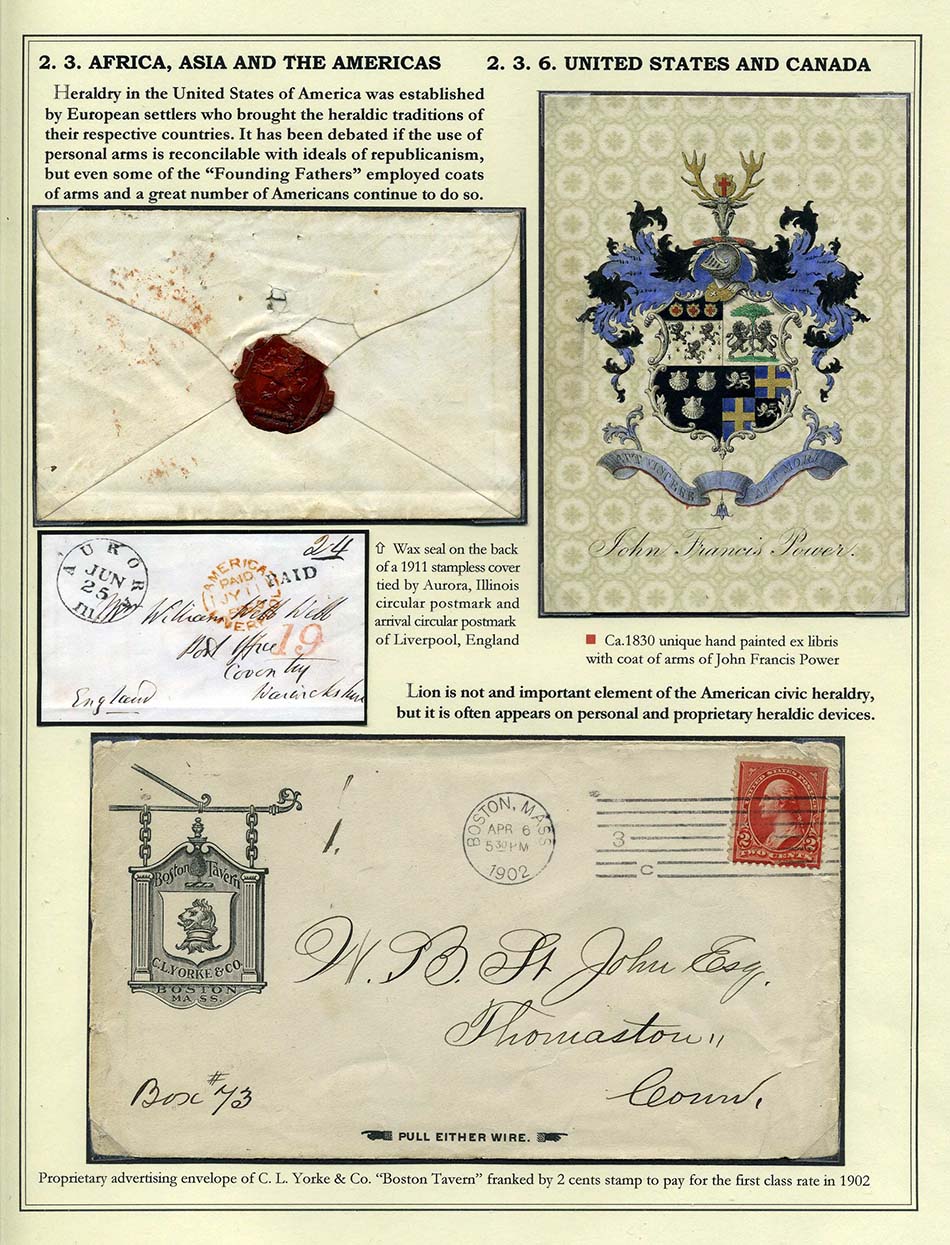 2. 3. AFRICA, ASIA AND THE AMERICAS
2. 3. 6. UNITED STATES AND CANADA
Heraldry in the United States of America was established
by European settlers who brought the heraldic traditions of
their respective countries. It has been debated if the use of
personal arms is reconcilable with ideals of republicanism,
but even some of the “Founding Fathers” employed coats
of arms and a great number of Americans continue to do so.
AUT VINCERE AUT MORI
John Francis Power.
AURORA
JUN
25
24
AMERICA
PAID
JY 11
LIVERPOOL
PAID
19
Mr William Webb Will
Post Office
Coventry
Warwickshire
England
⇧ Wax seal on the back
of a 1911 stampless cover
tied by Aurora, Illinois
circular postmark and
arrival circular postmark
of Liverpool, England
■ Ca.1830 unique hand painted ex libris
with coat of arms of John Francis Power
Lion is not and important element of the American civic heraldry,
but it is often appears on personal and proprietary heraldic devices.
Boston Tavern
C.L.YORKE & CO.
BOSTON
MASS.
1.
BOSTON, MASS
APR 6
5 30 PM
1902
3
C
UNITED STATES POSTAGE
2 2
TWO CENTS
W. B. St John Esq.
Thomaston,,
Conn.
Box #73
PULL EITHER WIRE.
Proprietary advertising envelope of C. L. Yorke & Co. “Boston Tavern” franked by 2 cents stamp to pay for the first class rate in 1902